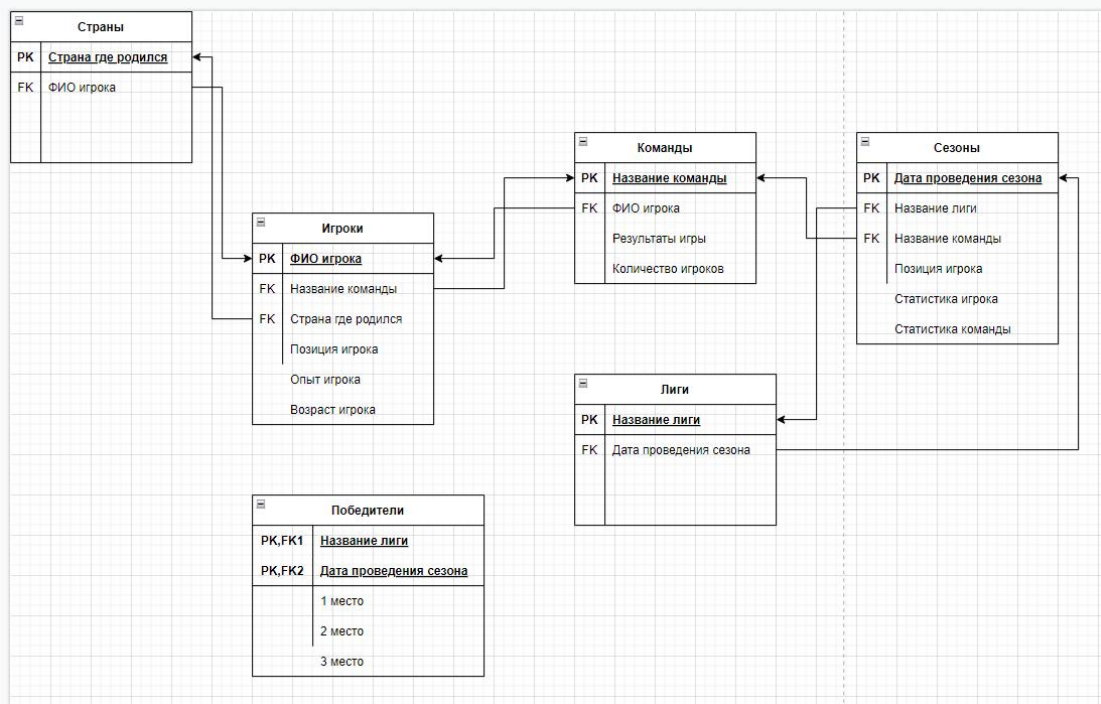 Страны
PK Страна где родился
FK ФИО игрока
Команды
PK Название команды
FK ФИО игрока
Результаты игры
Количество игроков
Сезоны
PK Дата проведения сезона
FK Название лиги
FK Название команды
Позиция игрока
Статистика игрока
Статистика команды
Игроки
PK ФИО игрока
FK Название команды
FK Страна где родился
Позиция игрока
Опыт игрока
Возраст игрока
Лиги
PK Название лиги
FK Дата проведения сезона
Победители
PK,FK1 Название лиги
PK,FK2 Дата проведения сезона
1 место
2 место
3 место